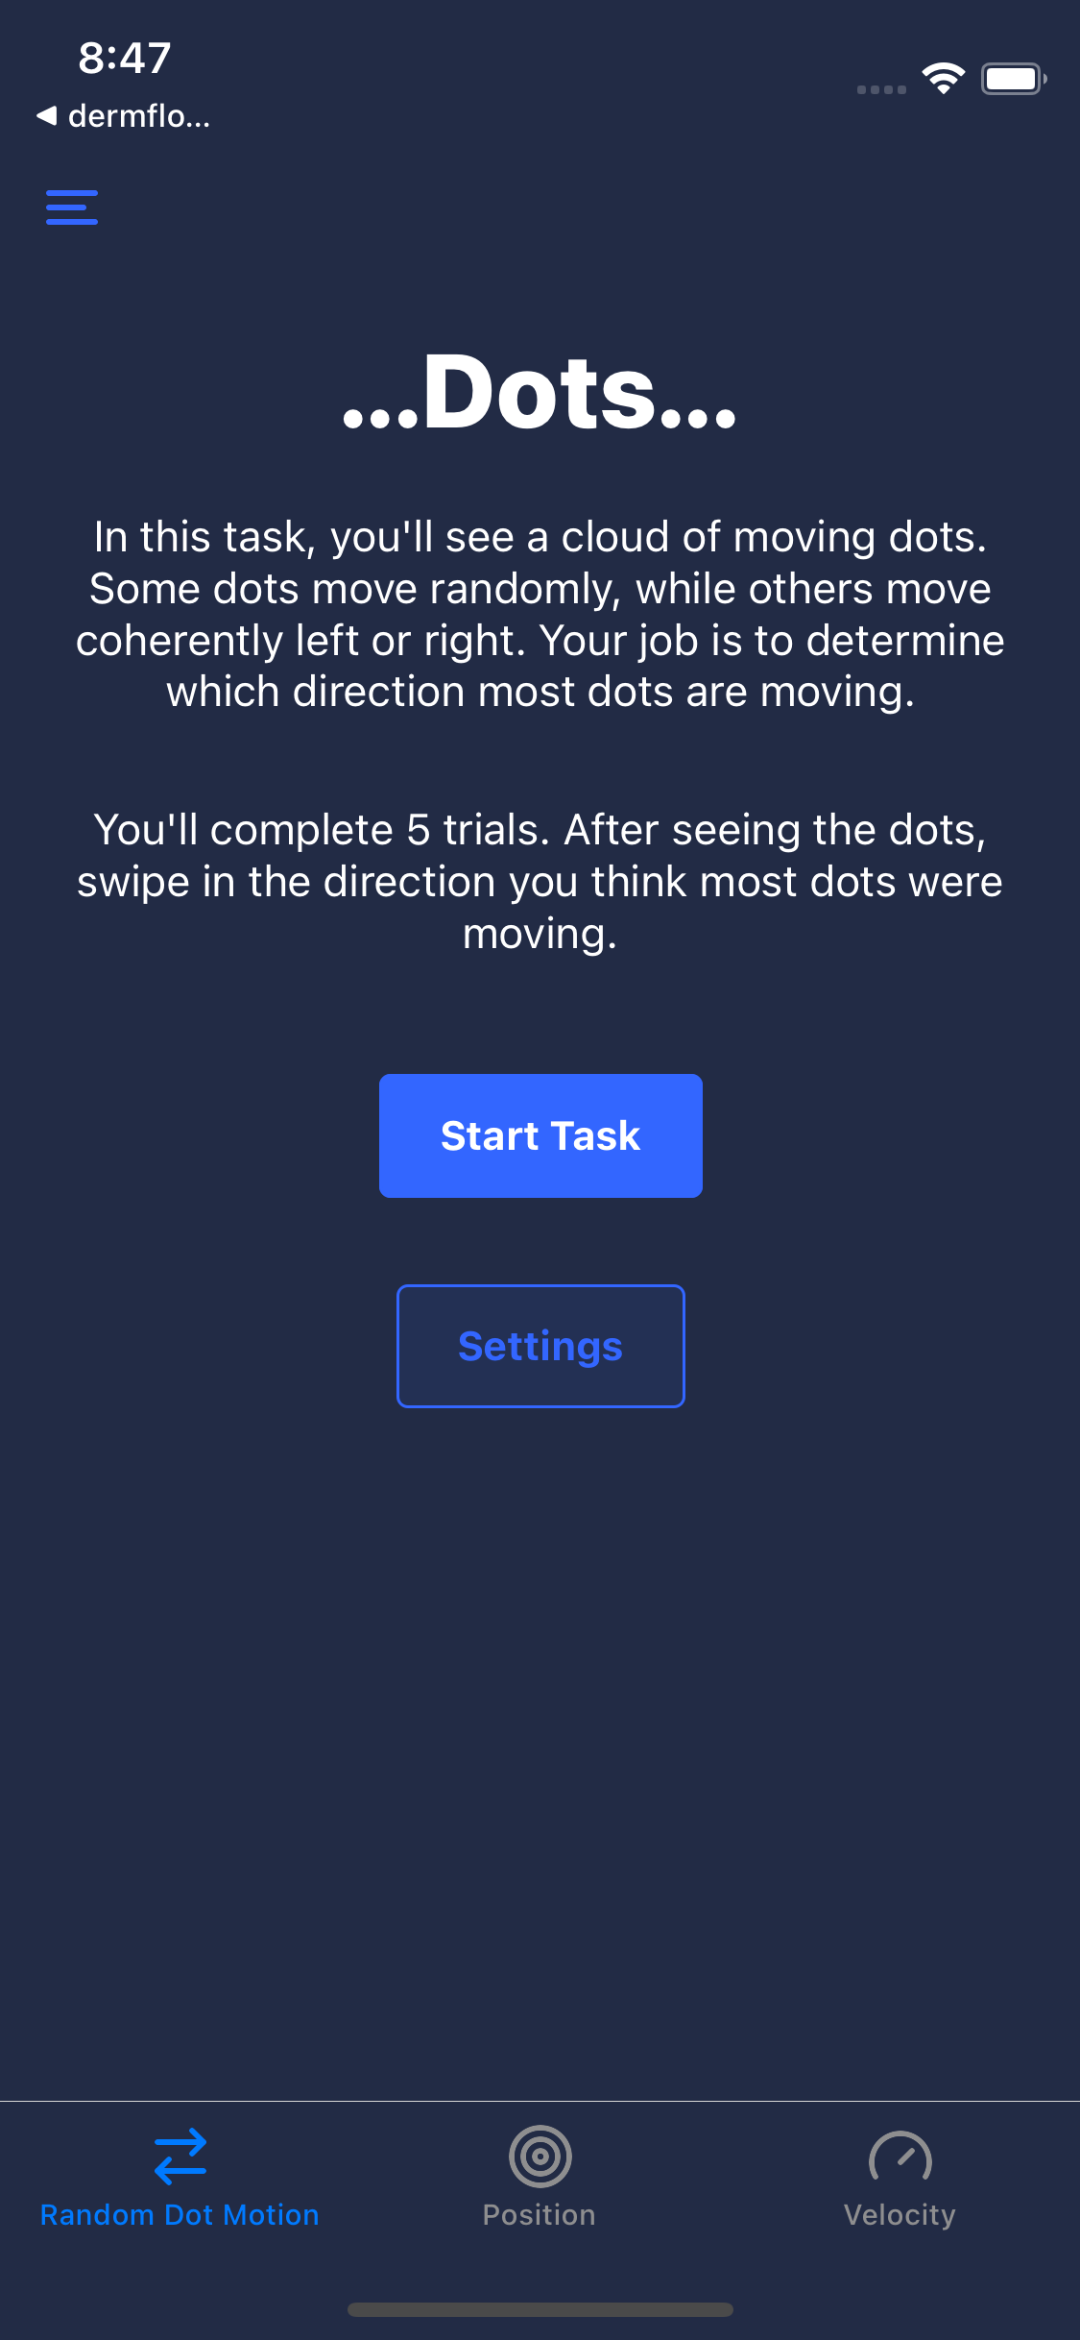 8:47
dermflo...
...Dots...
In this task, you'll see a cloud of moving dots.
Some dots move randomly, while others move
coherently left or right. Your job is to determine
which direction most dots are moving.
You'll complete 5 trials. After seeing the dots,
swipe in the direction you think most dots were
moving.
Start Task
Settings
Random Dot Motion
Position
Velocity